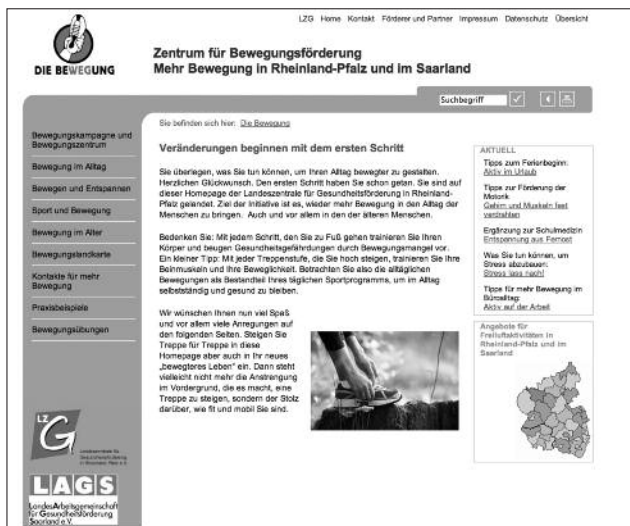 LZG Home Kontakt Förderer und Partner Impressum Datenschutz Übersicht
DIE BEWEGUNG
Zentrum für Bewegungsförderung
Mehr Bewegung in Rheinland-Pfalz und im Saarland
Suchbegriff
Sie befinden sich hier: Die Bewegung
Bewegungskampagne und
Bewegungszentrum
Bewegung im Alltag
Bewegen und Entspannen
Sport und Bewegung
Bewegung im Alter
Bewegungslandkarte
Kontakte für mehr
Bewegung
Praxisbeispiele
Bewegungsübungen
LZ
G
Landeszentrale für
Gesundheitsförderung
in Rheinland-Pfalz e.V.
LAGS
LandesArbeitsgemeinschaft
für Gesundheitsförderung
Saarland e.V.
Veränderungen beginnen mit dem ersten Schritt
Sie überlegen, was Sie tun können, um Ihren Alltag bewegter zu gestalten.
Herzlichen Glückwunsch. Den ersten Schritt haben Sie schon getan. Sie sind auf
dieser Homepage der Landeszentrale für Gesundheitsförderung in Rheinland-
Pfalz gelandet. Ziel der Initiative ist es, wieder mehr Bewegung in den Alltag der
Menschen zu bringen. Auch und vor allem in den der älteren Menschen.
Bedenken Sie: Mit jedem Schritt, den Sie zu Fuß gehen trainieren Sie Ihren
Körper und beugen Gesundheitsgefährdungen durch Bewegungsmangel vor.
Ein kleiner Tipp: Mit jeder Treppenstufe, die Sie hoch steigen, trainieren Sie Ihre
Beinmuskeln und Ihre Beweglichkeit. Betrachten Sie also die alltäglichen
Bewegungen als Bestandteil Ihres täglichen Sportprogramms, um im Alltag
selbstständig und gesund zu bleiben.
Wir wünschen Ihnen nun viel Spaß
und vor allem viele Anregungen auf
den folgenden Seiten. Steigen Sie
Treppe für Treppe in diese
Homepage aber auch in Ihr neues
„bewegteres Leben" ein. Dann steht
vielleicht nicht mehr die Anstrengung
im Vordergrund, die es macht, eine
Treppe zu steigen, sondern der Stolz
darüber, wie fit und mobil Sie sind.
AKTUELL
Tipps zum Ferienbeginn:
Aktiv im Urlaub
Tipps zur Förderung der
Motorik
Gehirn und Muskeln fest
verdrahten
Ergänzung zur Schulmedizin
Entspannung aus Fernost
Was Sie tun können, um
Stress abzubauen:
Stress lass nach!
Tipps für mehr Bewegung im
Büroalltag:
Aktiv auf der Arbeit
Angebote für
Freiluftaktivitäten in
Rheinland-Pfalz und im
Saarland